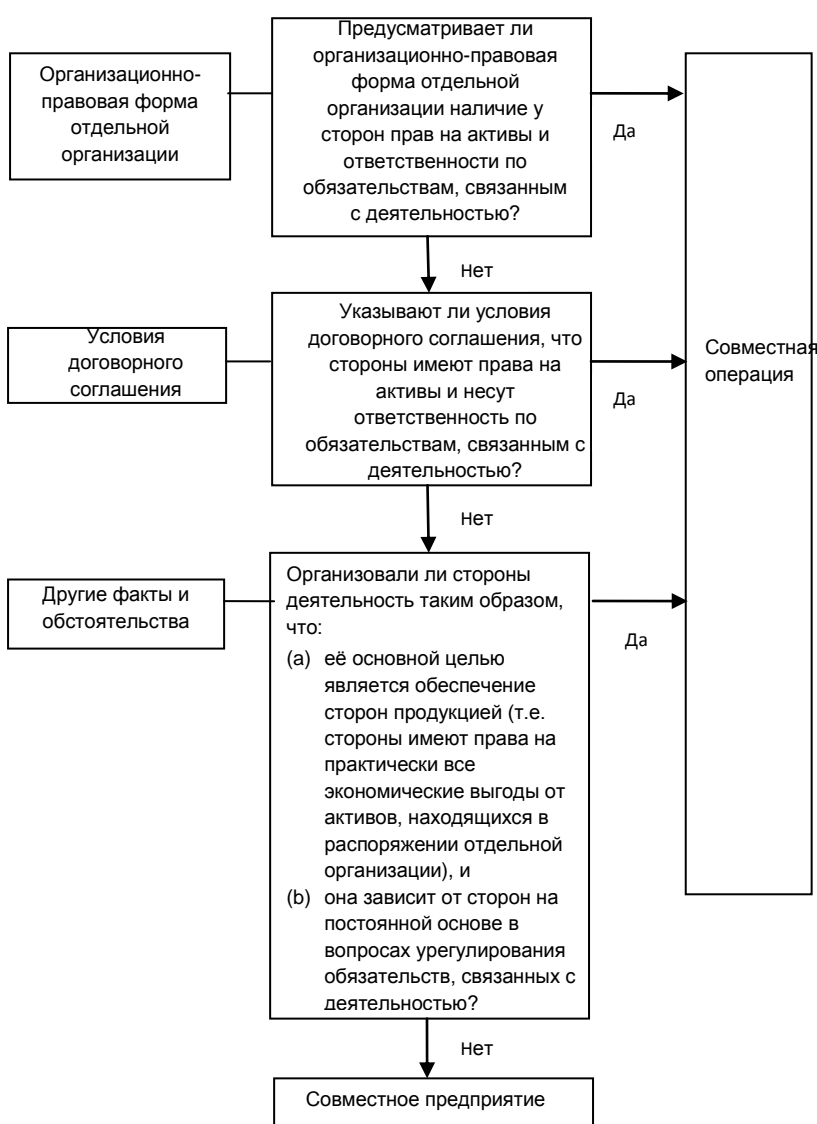 Организационно-
правовая форма
отдельной
организации
Предусматривает ли
организационно-правовая
форма отдельной
организации наличие у
сторон прав на активы и
ответственности по
обязательствам, связанным
с деятельностью?
Да
Нет
Условия
договорного
соглашения
Указывают ли условия
договорного соглашения, что
стороны имеют права на
активы и несут
ответственность по
обязательствам, связанным с
деятельностью?
Да
Совместная
операция
Нет
Другие факты и
обстоятельства
Организовали ли стороны
деятельность таким образом,
что:
(a) её основной целью
является обеспечение
сторон продукцией (т.е.
стороны имеют права на
практически все
экономические выгоды от
активов, находящихся в
распоряжении отдельной
организации), и
(b) она зависит от сторон на
постоянной основе в
вопросах урегулирования
обязательств, связанных с
деятельностью?
Да
Нет
Совместное предприятие